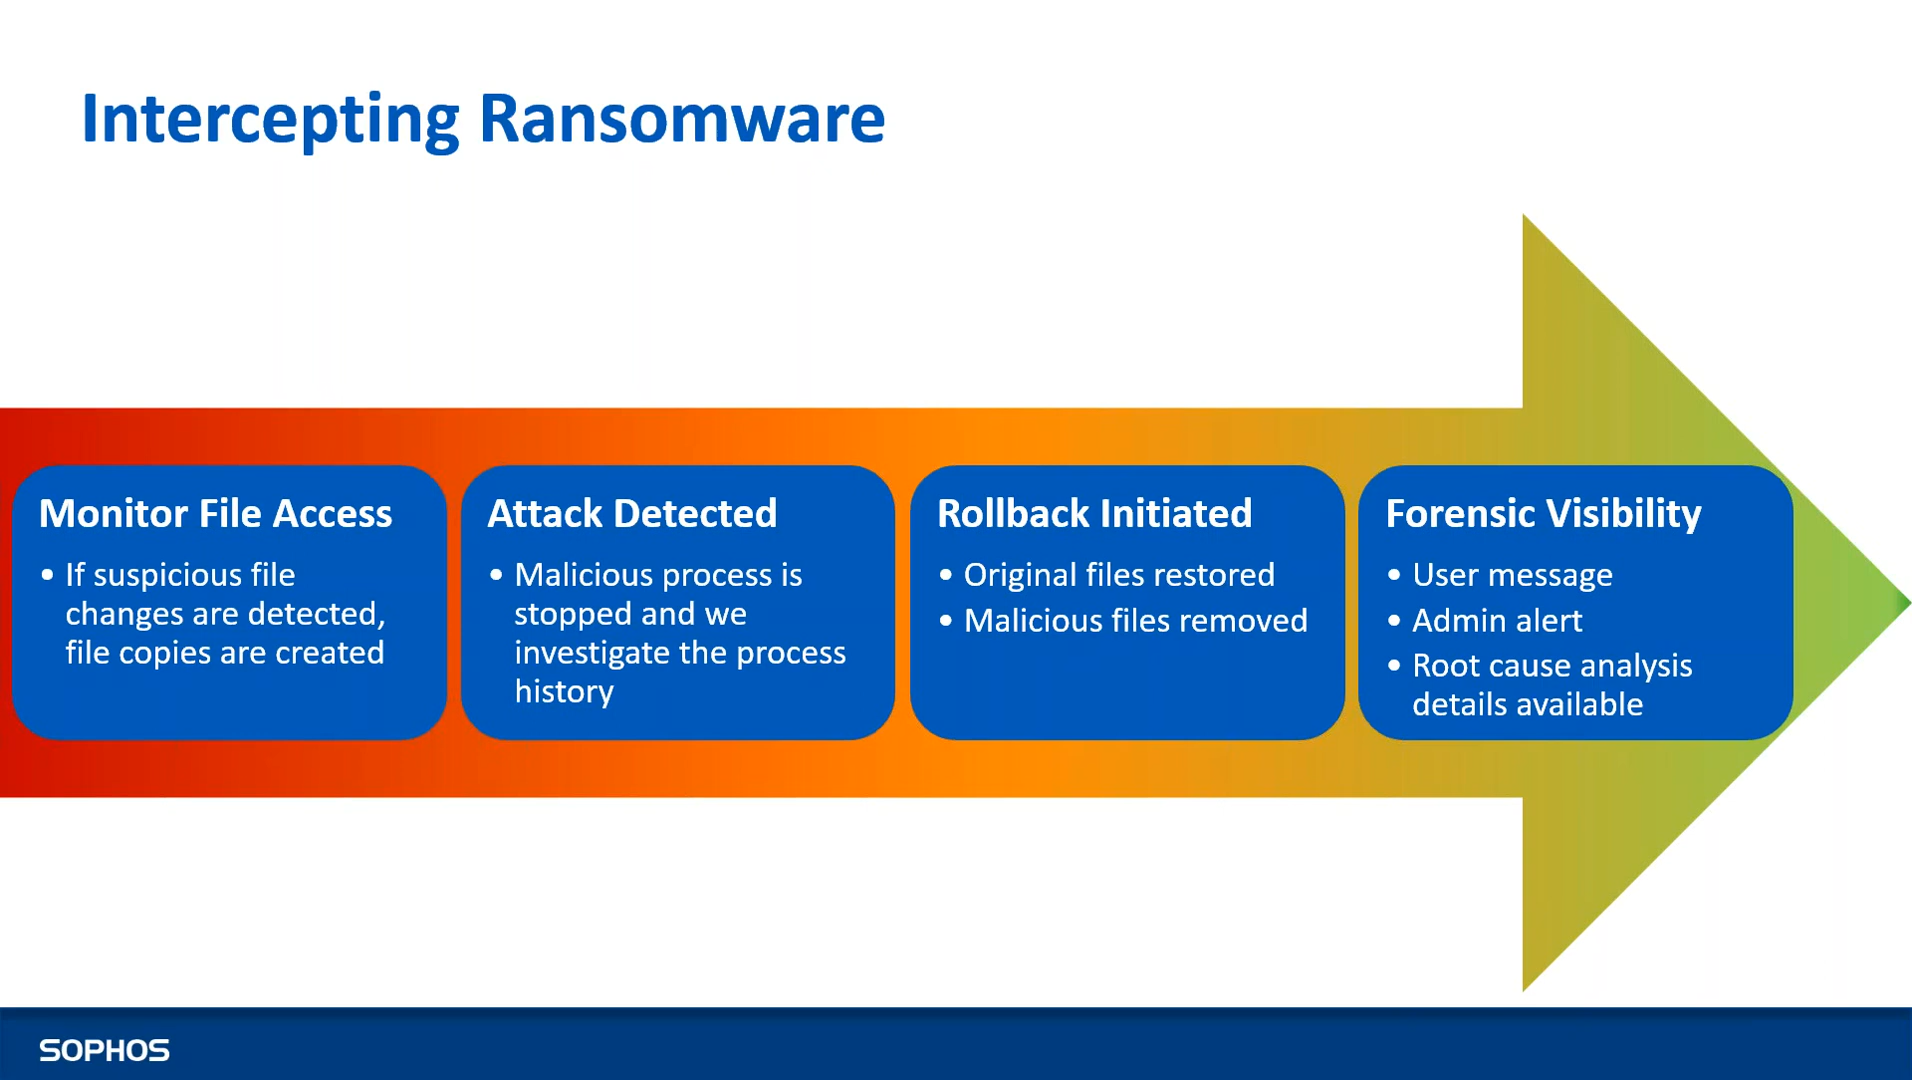 Intercepting Ransomware
Monitor File Access
• If suspicious file
changes are detected,
file copies are created
Attack Detected
• Malicious process is
stopped and we
investigate the process
history
Rollback Initiated
• Original files restored
• Malicious files removed
Forensic Visibility
• User message
• Admin alert
• Root cause analysis
details available
SOPHOS